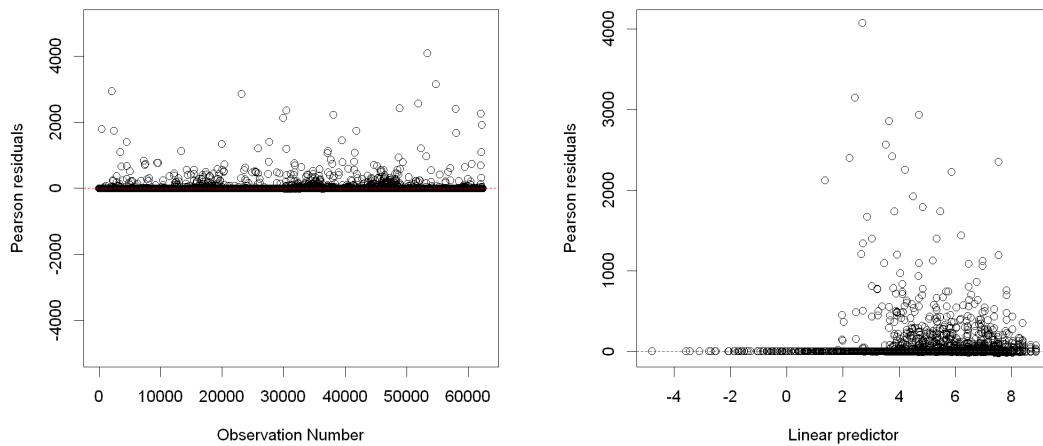 Pearson residuals
4000
2000
0
-2000
-4000
0 10000 20000 30000 40000 50000 60000
Observation Number
Pearson residuals
4000
3000
2000
1000
0
-4 -2 0 2 4 6 8
Linear predictor